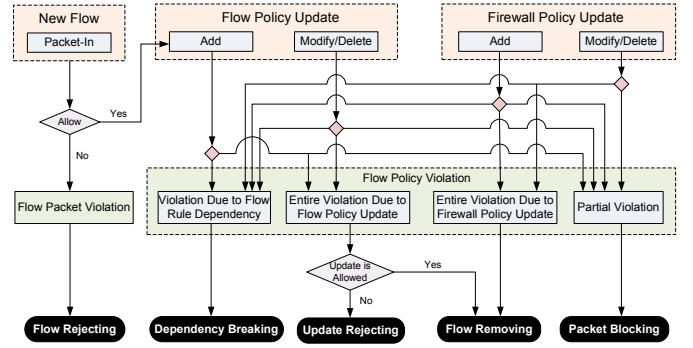 New Flow
Flow Policy Update
Firewall Policy Update
Packet-In
Add
Modify/Delete
Add
Modify/Delete
Allow
Yes
No
Flow Policy Violation
Flow Packet Violation
Violation Due to Flow
Rule Dependency
Entire Violation Due to
Flow Policy Update
Entire Violation Due to
Firewall Policy Update
Partial Violation
Update is
Allowed
Yes
No
Flow Rejecting
Dependency Breaking
Update Rejecting
Flow Removing
Packet Blocking